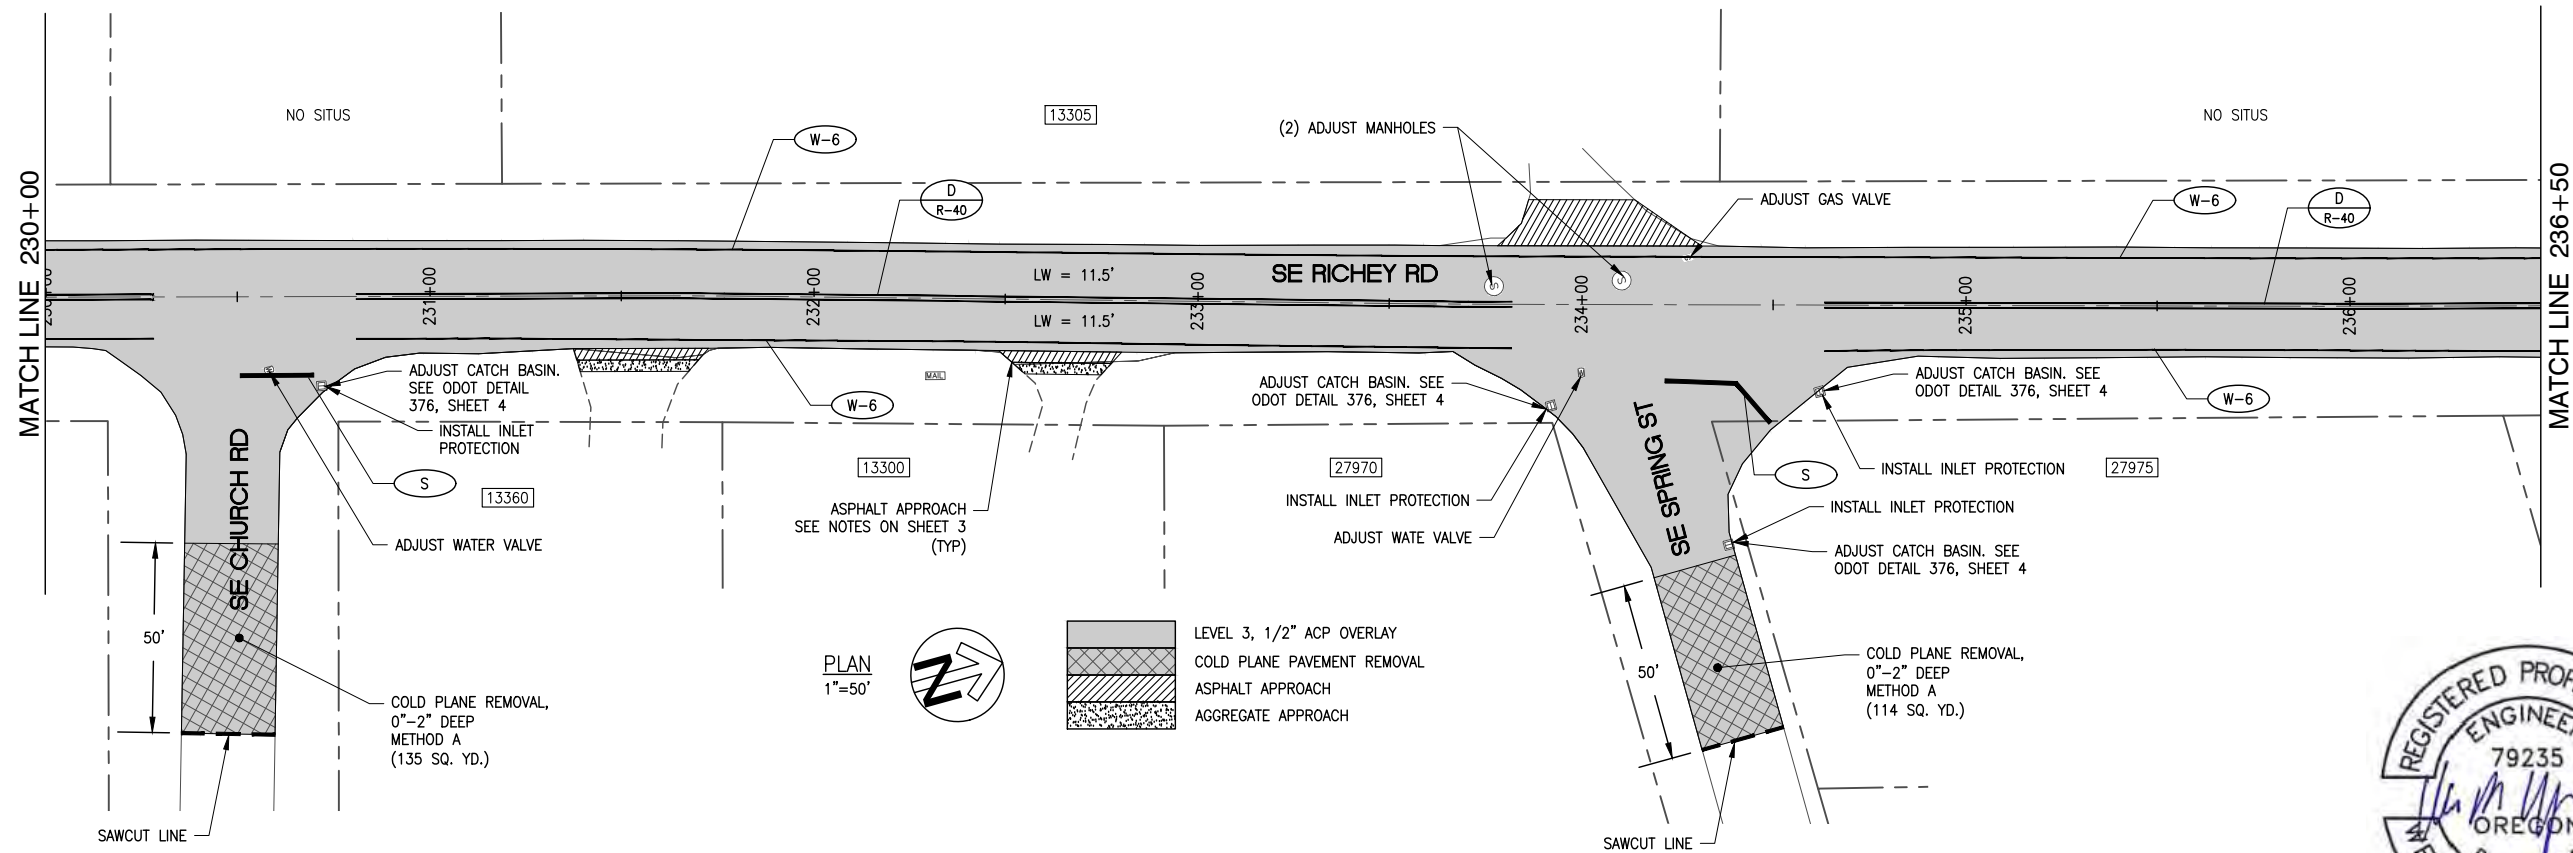 MATCH LINE 230+00
NO SITUS
W-6
D
R-40
13305
(2) ADJUST MANHOLES
ADJUST GAS VALVE
NO SITUS
W-6
D
R-40
MATCH LINE 236+50
231+00
232+00
LW = 11.5'
LW = 11.5'
233+00
SE RICHEY RD
S
S
234+00
235+00
236+00
ADJUST CATCH BASIN.
SEE ODOT DETAIL
376, SHEET 4
INSTALL INLET
PROTECTION
S
13360
ADJUST WATER VALVE
SE CHURCH RD
50'
COLD PLANE REMOVAL,
0"-2" DEEP
METHOD A
(135 SQ. YD.)
SAWCUT LINE
W-6
MAIL
13300
ASPHALT APPROACH
SEE NOTES ON SHEET 3
(TYP)
ADJUST CATCH BASIN. SEE
ODOT DETAIL 376, SHEET 4
27970
INSTALL INLET PROTECTION
ADJUST WATE VALVE
SE SPRING ST
ADJUST CATCH BASIN. SEE
ODOT DETAIL 376, SHEET 4
W-6
INSTALL INLET PROTECTION
27975
S
INSTALL INLET PROTECTION
ADJUST CATCH BASIN. SEE
ODOT DETAIL 376, SHEET 4
50'
COLD PLANE REMOVAL,
0"-2" DEEP
METHOD A
(114 SQ. YD.)
SAWCUT LINE
PLAN
1"=50'
N
LEVEL 3, 1/2" ACP OVERLAY
COLD PLANE PAVEMENT REMOVAL
ASPHALT APPROACH
AGGREGATE APPROACH
REGISTERED PROF
ENGINEE
79235
OREGON